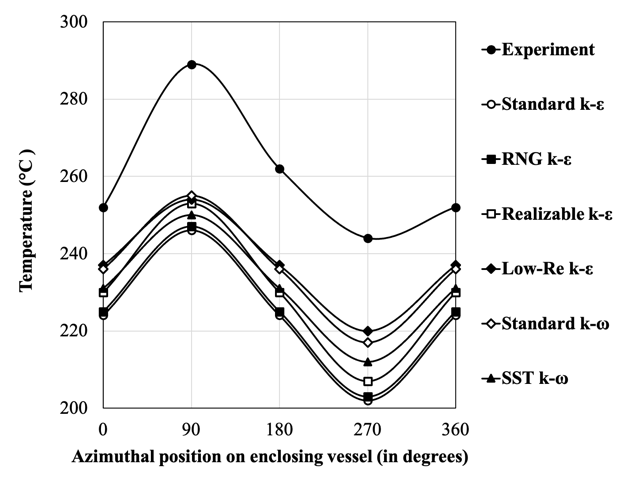 300
280
260
240
220
200
Temperature (°C )
0 90 180 270 360
Azimuthal position on enclosing vessel (in degrees)
Experiment
Standard k-ε
RNG k-ε
Realizable k-ε
Low-Re k-ε
Standard k-ω
SST k-ω